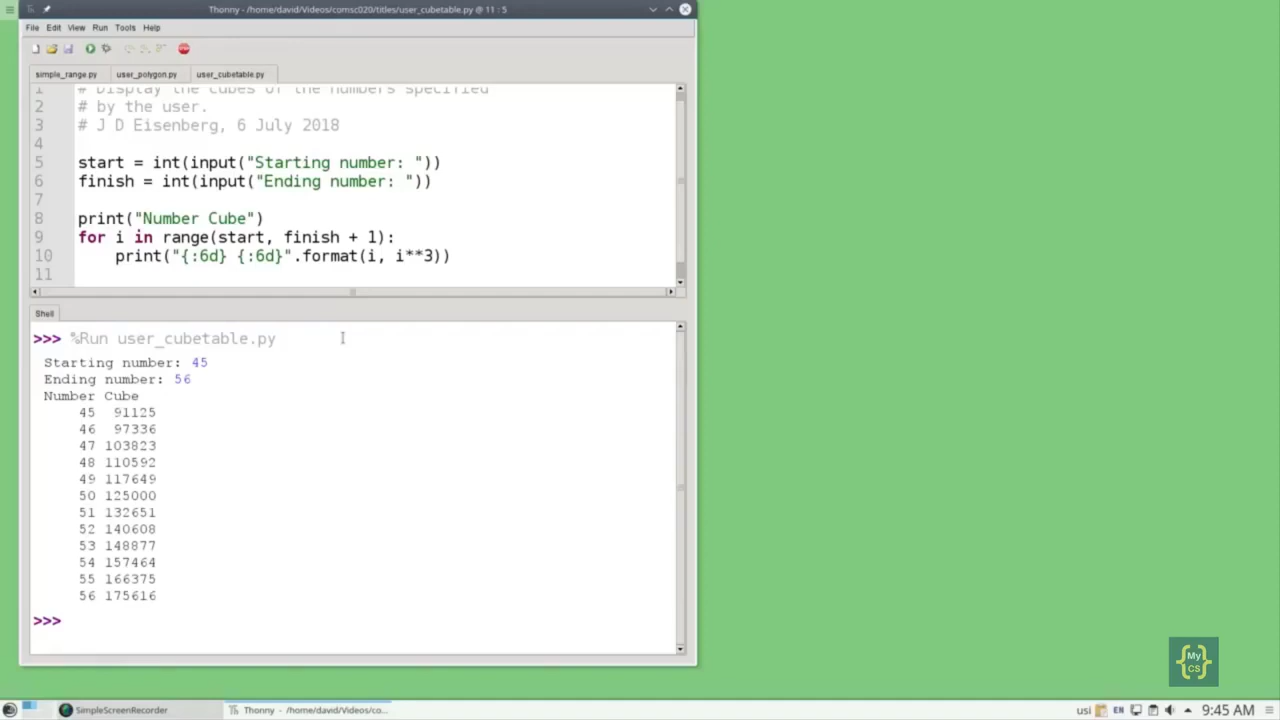 Thonny - /home/david/Videos/comsc020/titles/user_cubetable.py @ 11 : 5
File Edit View Run Tools Help
simple_range.py user_polygon.py user_cubetable.py
1 # Display the cubes of the numbers specified
2 # by the user.
3 # J D Eisenberg, 6 July 2018
4
5 start = int(input("Starting number: "))
6 finish = int(input("Ending number: "))
7
8 print("Number Cube")
9 for i in range(start, finish + 1):
10 print("{:6d} {:6d}".format(i, i**3))
11
Shell
>>> %Run user_cubetable.py
Starting number: 45
Ending number: 56
Number Cube
45 91125
46 97336
47 103823
48 110592
49 117649
50 125000
51 132651
52 140608
53 148877
54 157464
55 166375
56 175616
>>>
{My CS}
SimpleScreenRecorder Thonny - /home/david/Videos/co... usi EN 9:45 AM